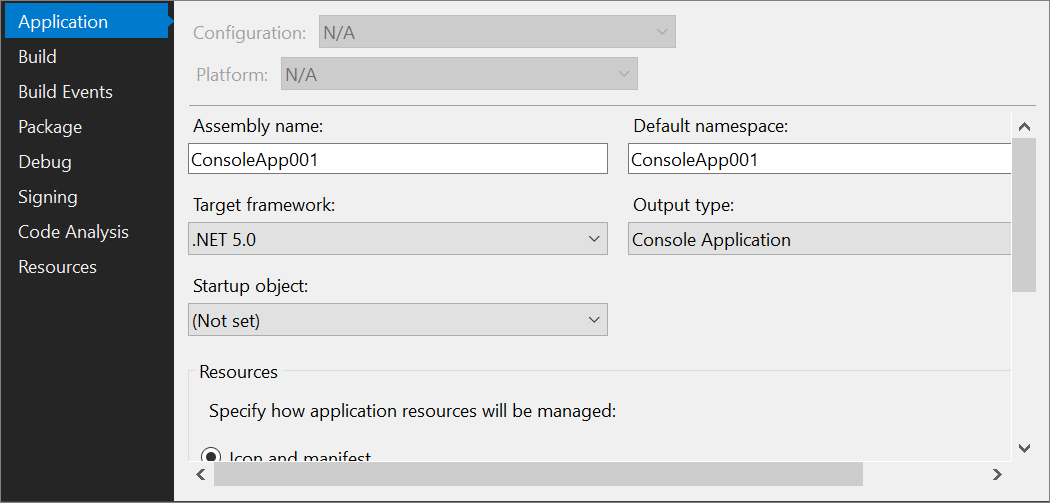 Application
Build
Build Events
Package
Debug
Signing
Code Analysis
Resources
Configuration: N/A
Platform: N/A
Assembly name: Default namespace:
ConsoleApp001 ConsoleApp001
Target framework: Output type:
.NET 5.0 Console Application
Startup object:
(Not set)
Resources
Specify how application resources will be managed:
Icon and manifest